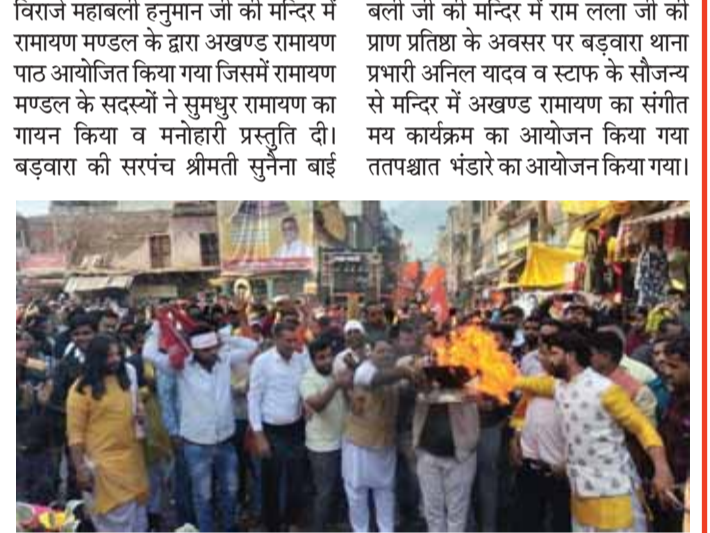 विराजे महाबली हनुमान जी की मन्दिर में
रामायण मण्डल के द्वारा अखण्ड रामायण
पाठ आयोजित किया गया जिसमें रामायण
मण्डल के सदस्यों ने सुमधुर रामायण का
गायन किया व मनोहारी प्रस्तुति दी।
बड़वारा की सरपंच श्रीमती सुनैना बाई
बली जी की मन्दिर में राम लला जी की
प्राण प्रतिष्ठा के अवसर पर बड़वारा थाना
प्रभारी अनिल यादव व स्टाफ के सौजन्य
से मन्दिर में अखण्ड रामायण का संगीत
मय कार्यक्रम का आयोजन किया गया
ततपश्चात भंडारे का आयोजन किया गया।